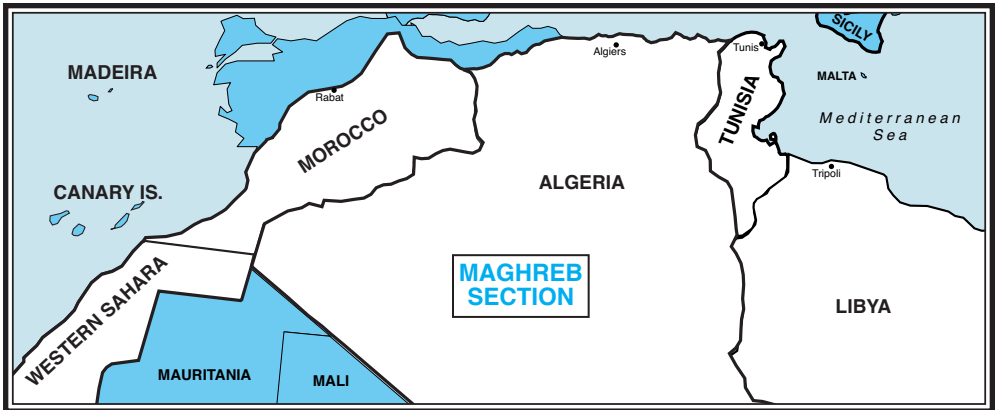 SICILY
MADEIRA
Algiers
Tunis
MALTA
Rabat
Mediterranean
Sea
MOROCCO
TUNISIA
Tripoli
ALGERIA
CANARY IS.
MAGHREB
SECTION
WESTERN SAHARA
LIBYA
MAURITANIA
MALI